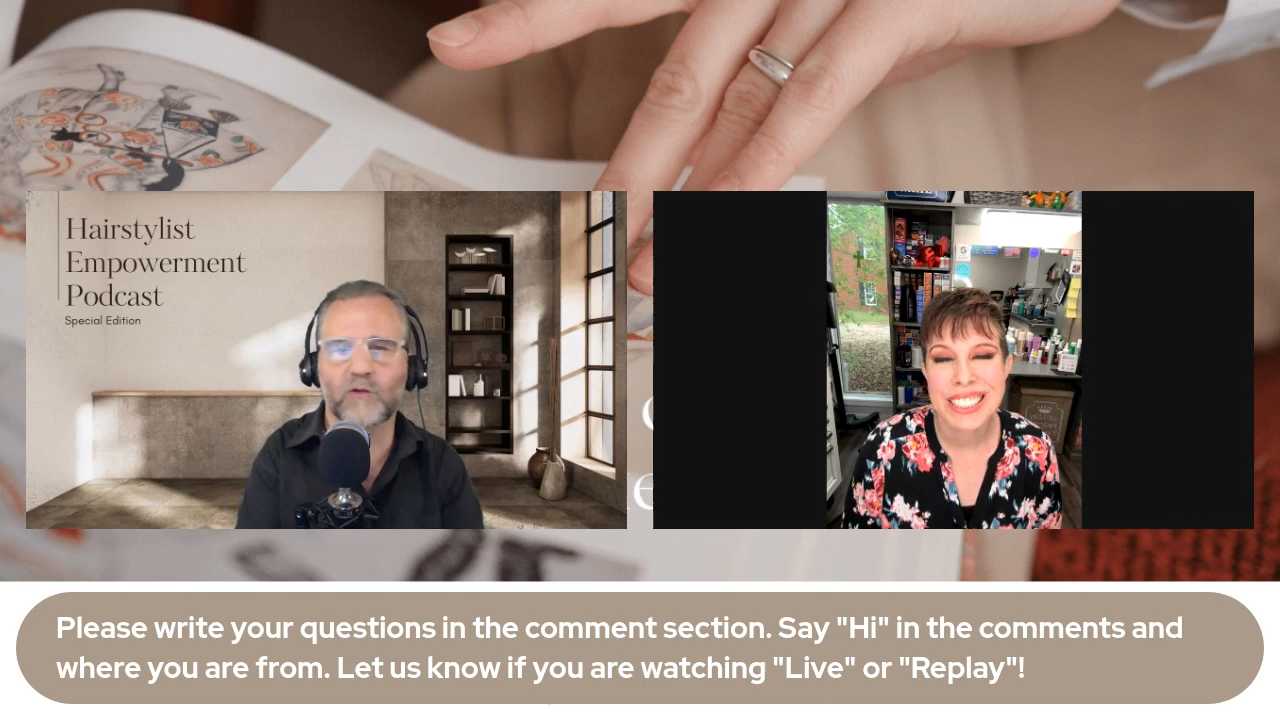 Hairstylist
Empowerment
Podcast
Special Edition
Please write your questions in the comment section. Say "Hi" in the comments and
where you are from. Let us know if you are watching "Live" or "Replay"!